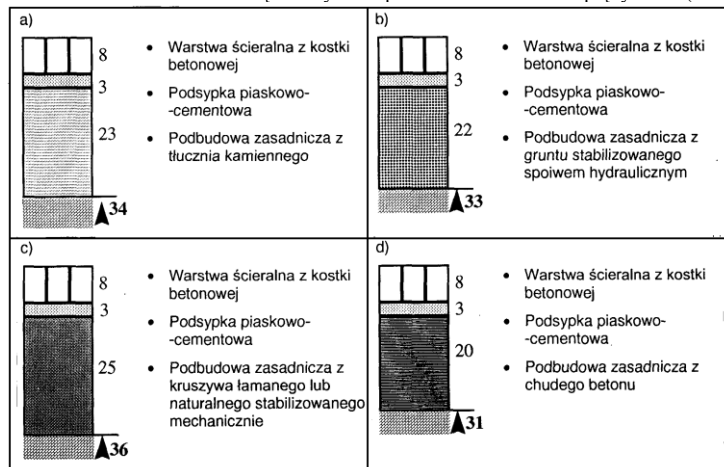 a)
8
3
23
34
• Warstwa ścieralna z kostki
betonowej
• Podsypka piaskowo-
-cementowa
• Podbudowa zasadnicza z
tłucznia kamiennego
b)
8
3
22
33
• Warstwa ścieralna z kostki
betonowej
• Podsypka piaskowo-
-cementowa
• Podbudowa zasadnicza z
gruntu stabilizowanego
spoiwem hydraulicznym
c)
8
3
25
36
• Warstwa ścieralna z kostki
betonowej
• Podsypka piaskowo-
-cementowa
• Podbudowa zasadnicza z
kruszywa łamanego lub
naturalnego stabilizowanego
mechanicznie
d)
8
3
20
31
• Warstwa ścieralna z kostki
betonowej
• Podsypka piaskowo-
-cementowa
• Podbudowa zasadnicza z
chudego betonu